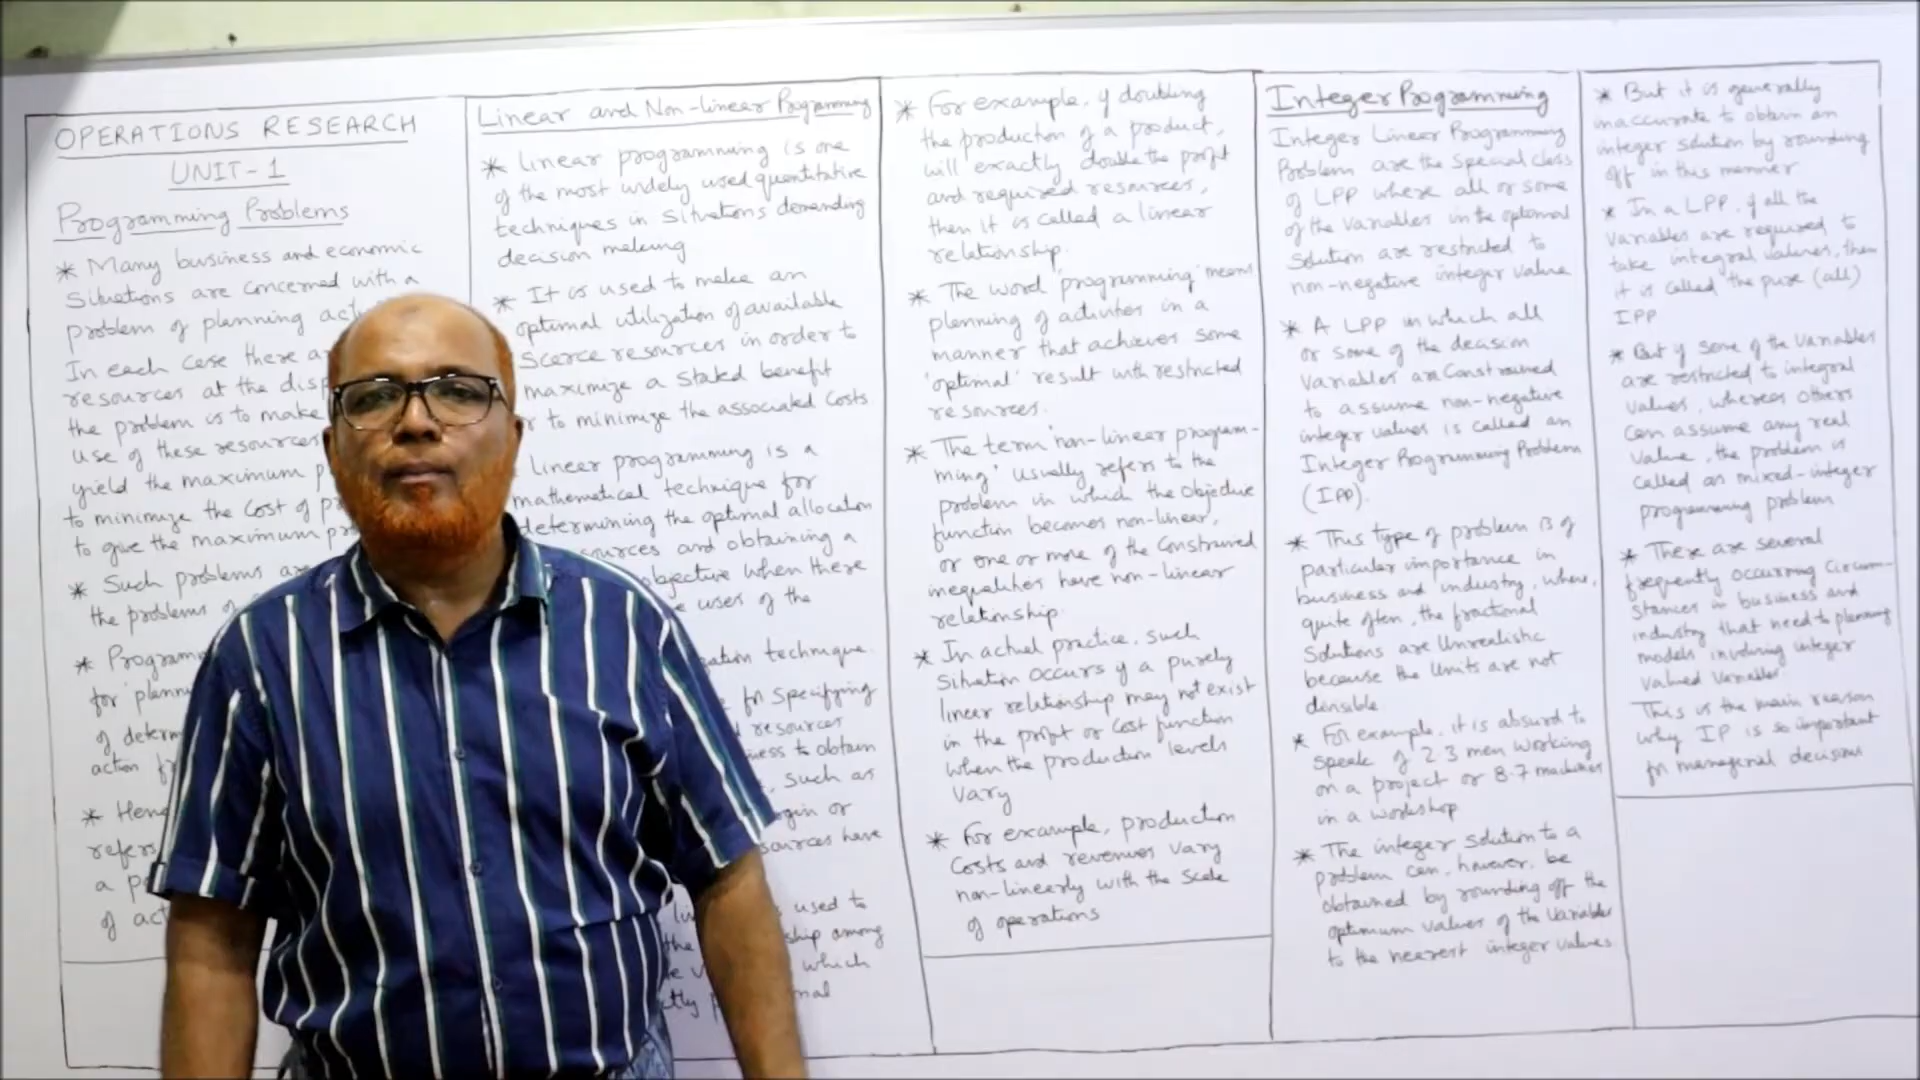 OPERATIONS RESEARCH
UNIT-1
Programming Problems
* Many business and economic
Situations are concerned with a
problem of planning
In each case there
resources at the
the problem is to make
use of these resources
yield the maximum
to minimize the cost of
to give the maximum
* Such problems are
the problems of
*
for
of
action
*
refers
a
of
Linear and Non-linear Programming
* linear programming is one
of the most widely used quantitative
techniques in situations demanding
decision making
* It is used to make an
optimal utilization of available
Scarce resources in order to
maximize a stated benefit
to minimize the associated costs
Linear programming is a
mathematical technique for
determining the optimal allocation
and obtaining a
objective when there
uses of the
technique.
for specifying
resources
to obtain
, such as
or
have
used to
the among
which
For example, if doubling
the production of a product,
will exactly double the profit
and required resources,
then it is called a linear
relationship.
* The word 'programming' means
planning of activities in a
manner that achieves some
'optimal' result with restricted
resources.
* The term 'non-linear program-
ming' usually refers to the
problem in which the objective
function becomes non-linear,
or one or more of the constrained
inequalities have non-linear
relationship.
* In actual practice, such
situation occurs if a purely
linear relationship may not exist
in the profit or cost function
when the production levels
vary
* For example, production
costs and revenues vary
non-linearly with the scale
of operations
Integer Programming
Integer Linear Programming
Problem are the special class
of LPP where all or some
of the variables in the optimal
solution are restricted to
non-negative integer value
* A LPP in which all
or some of the decision
variables are constrained
to assume non-negative
integer values is called an
Integer Programming Problem
(IPP).
* This type of problem is of
particular importance in
business and industry, where,
quite often, the fractional
solutions are unrealistic
because the units are not
divisible
* For example, it is absurd to
speak of 2.3 men working
on a project or 8.7 machines
in a workshop
* The integer solution to a
problem can, however, be
obtained by rounding off the
optimum values of the variables
to the nearest integer values
* But it is generally
inaccurate to obtain an
integer solution by rounding
off in this manner
* In a LPP, if all the
variables are required to
take integral values, then
it is called the pure (all)
IPP
* But if some of the variables
are restricted to integral
values, whereas others
can assume any real
value, the problem is
called as mixed-integer
programming problem
* There are several
frequently occurring circum-
stances in business and
industry that need to planning
models involving integer
valued variables.
This is the main reason
why IP is so important
for managerial decisions